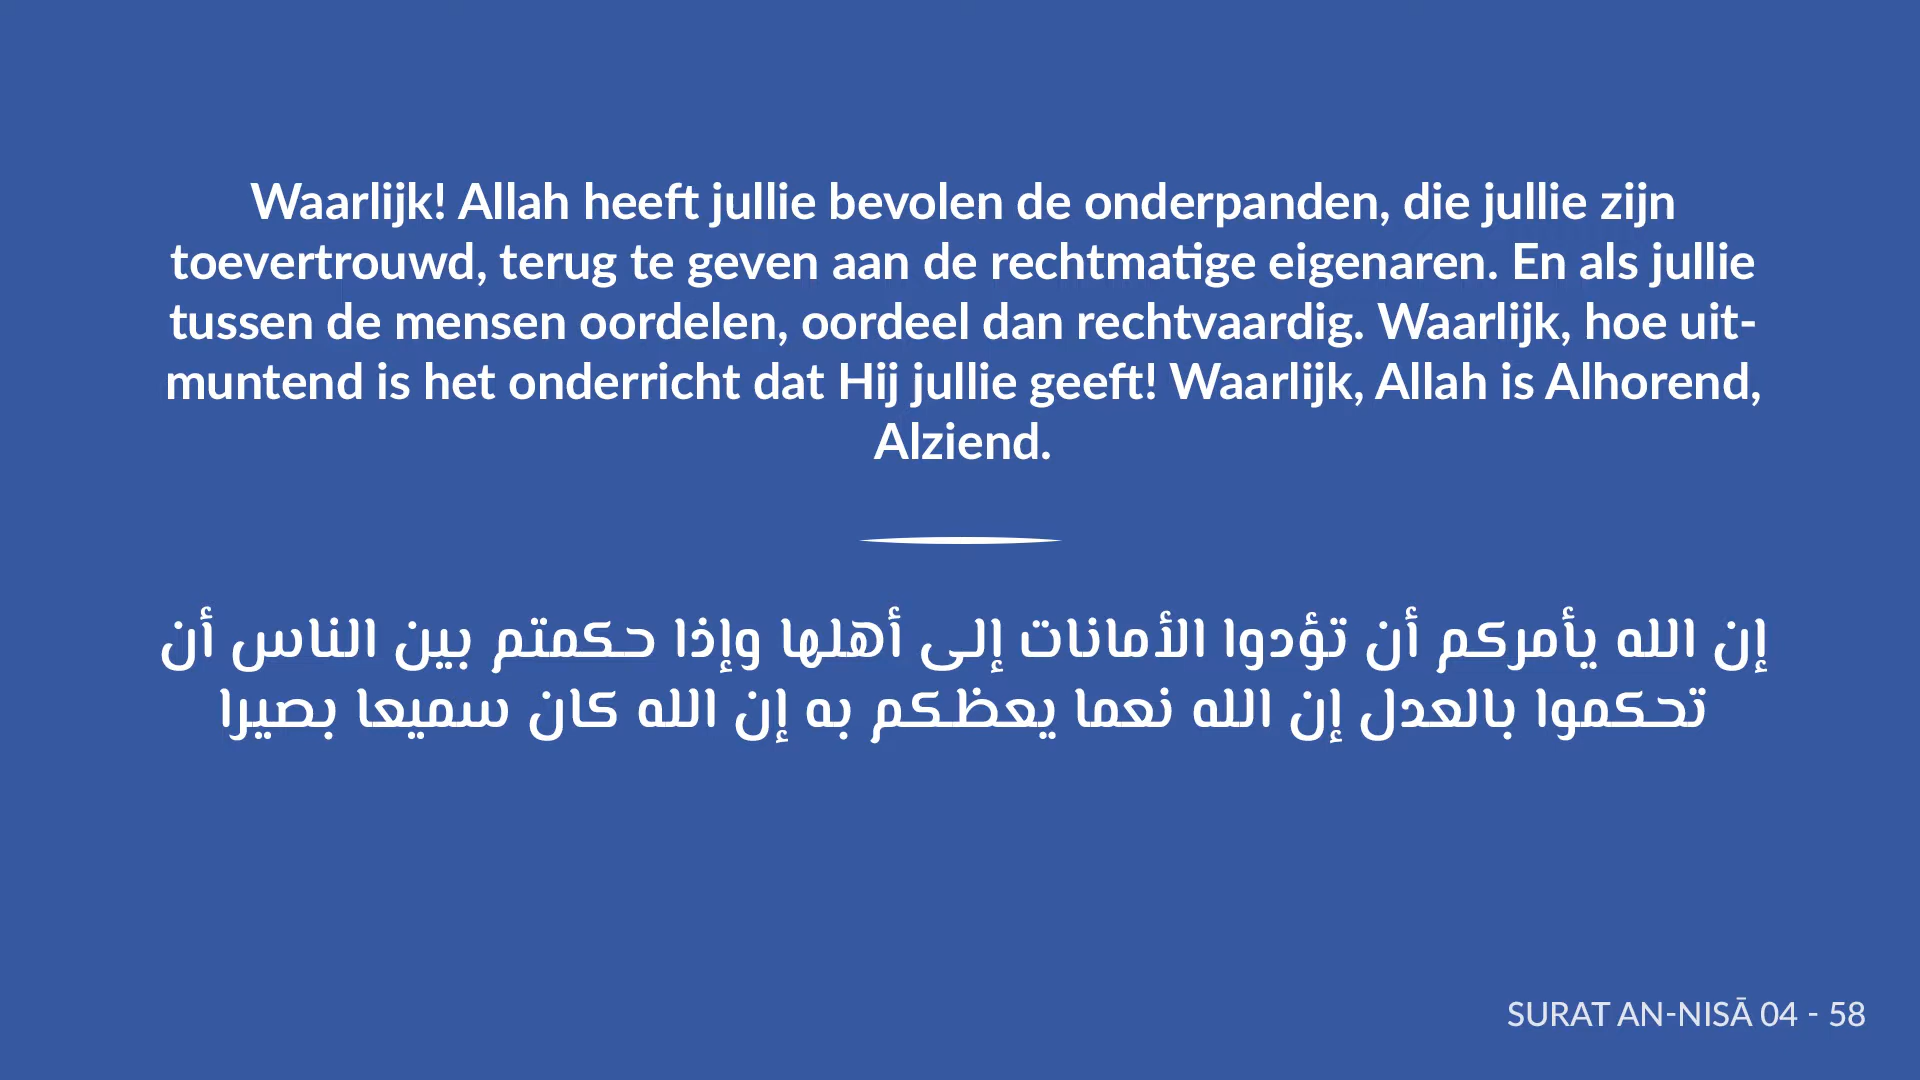 Waarlijk! Allah heeft jullie bevolen de onderpanden, die jullie zijn
toevertrouwd, terug te geven aan de rechtmatige eigenaren. En als jullie
tussen de mensen oordelen, oordeel dan rechtvaardig. Waarlijk, hoe uit-
muntend is het onderricht dat Hij jullie geeft! Waarlijk, Allah is Alhorend,
Alziend.
إن الله يأمركم أن تؤدوا الأمانات إلى أهلها وإذا حكمتم بين الناس أن
تحكموا بالعدل إن الله نعما يعظكم به إن الله كان سميعا بصيرا
SURAT AN-NISĀ 04 - 58